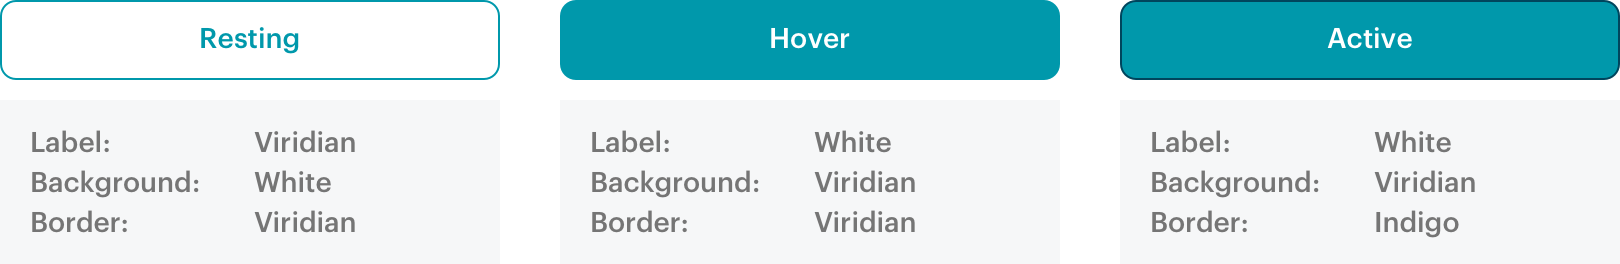 Resting
Label: Viridian
Background: White
Border: Viridian
Hover
Label: White
Background: Viridian
Border: Viridian
Active
Label: White
Background: Viridian
Border: Indigo